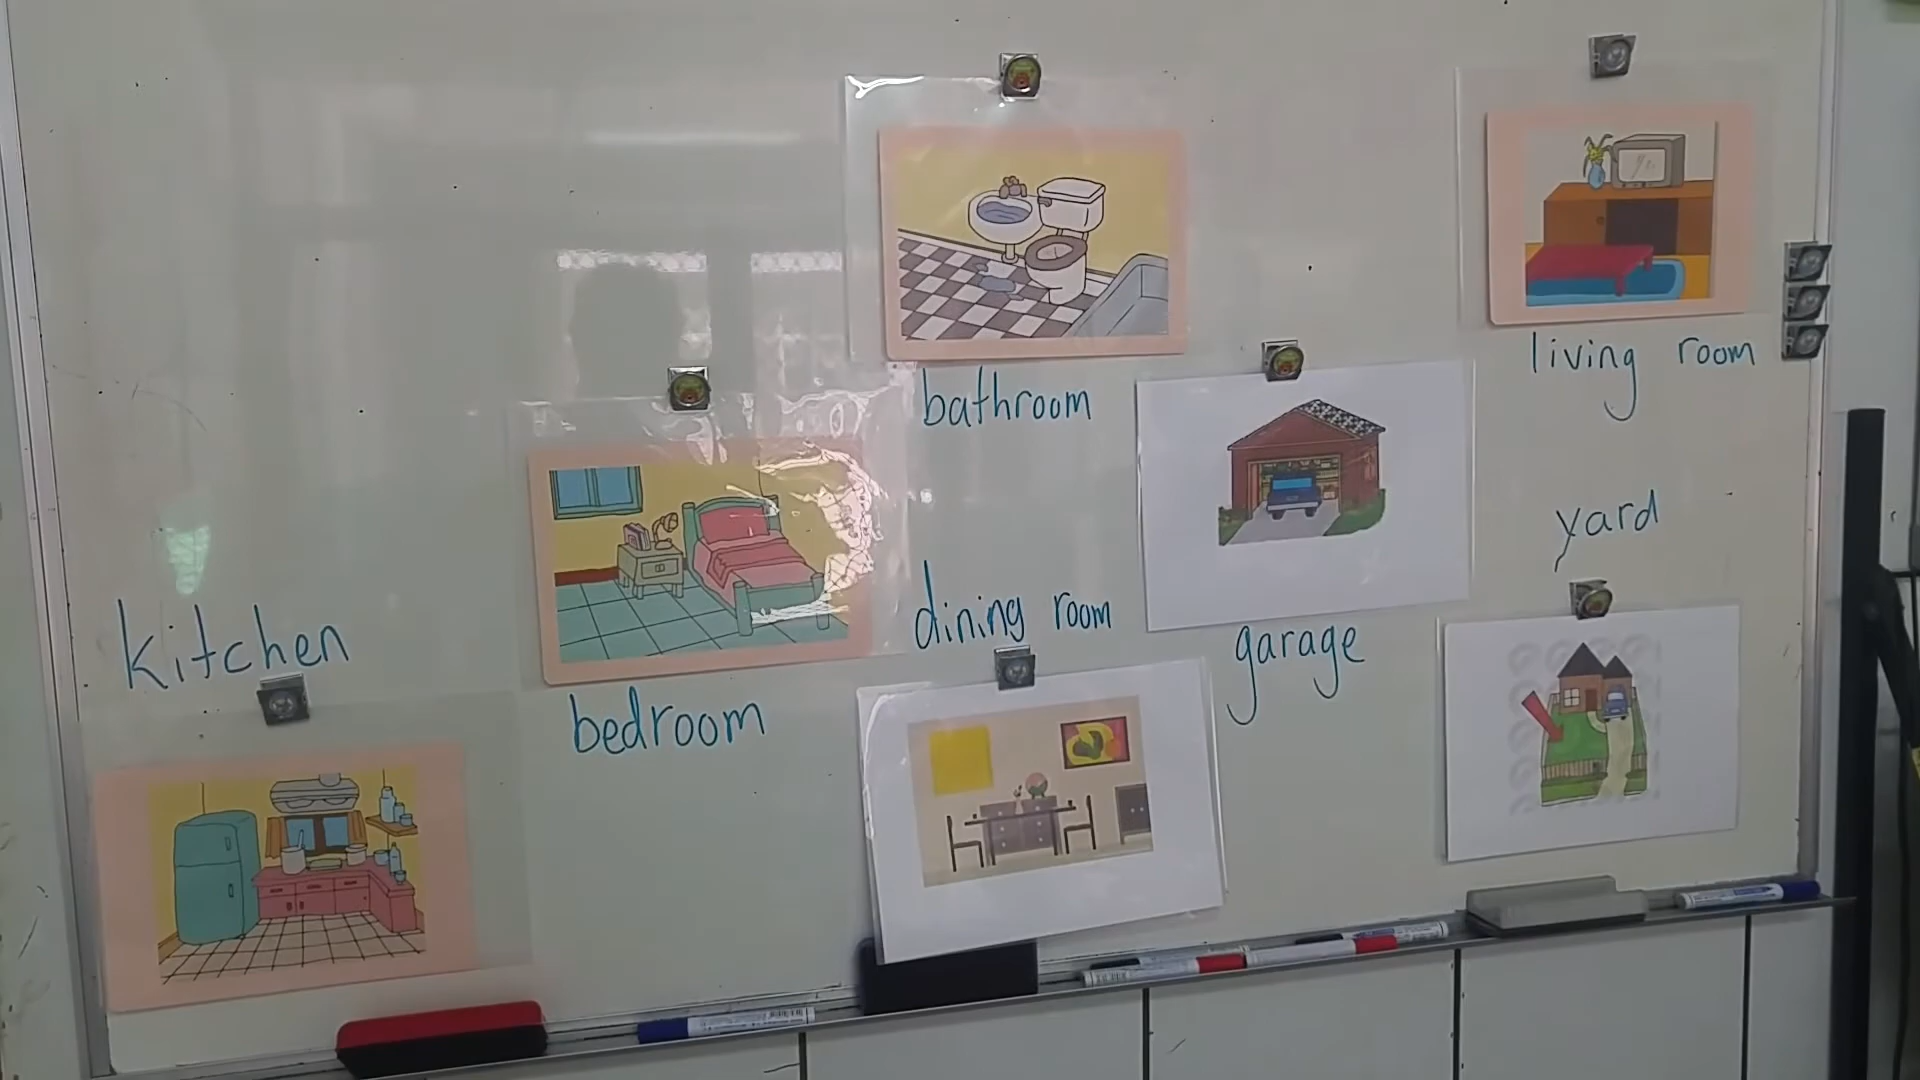 bathroom
living room
yard
dining room
kitchen
garage
bedroom